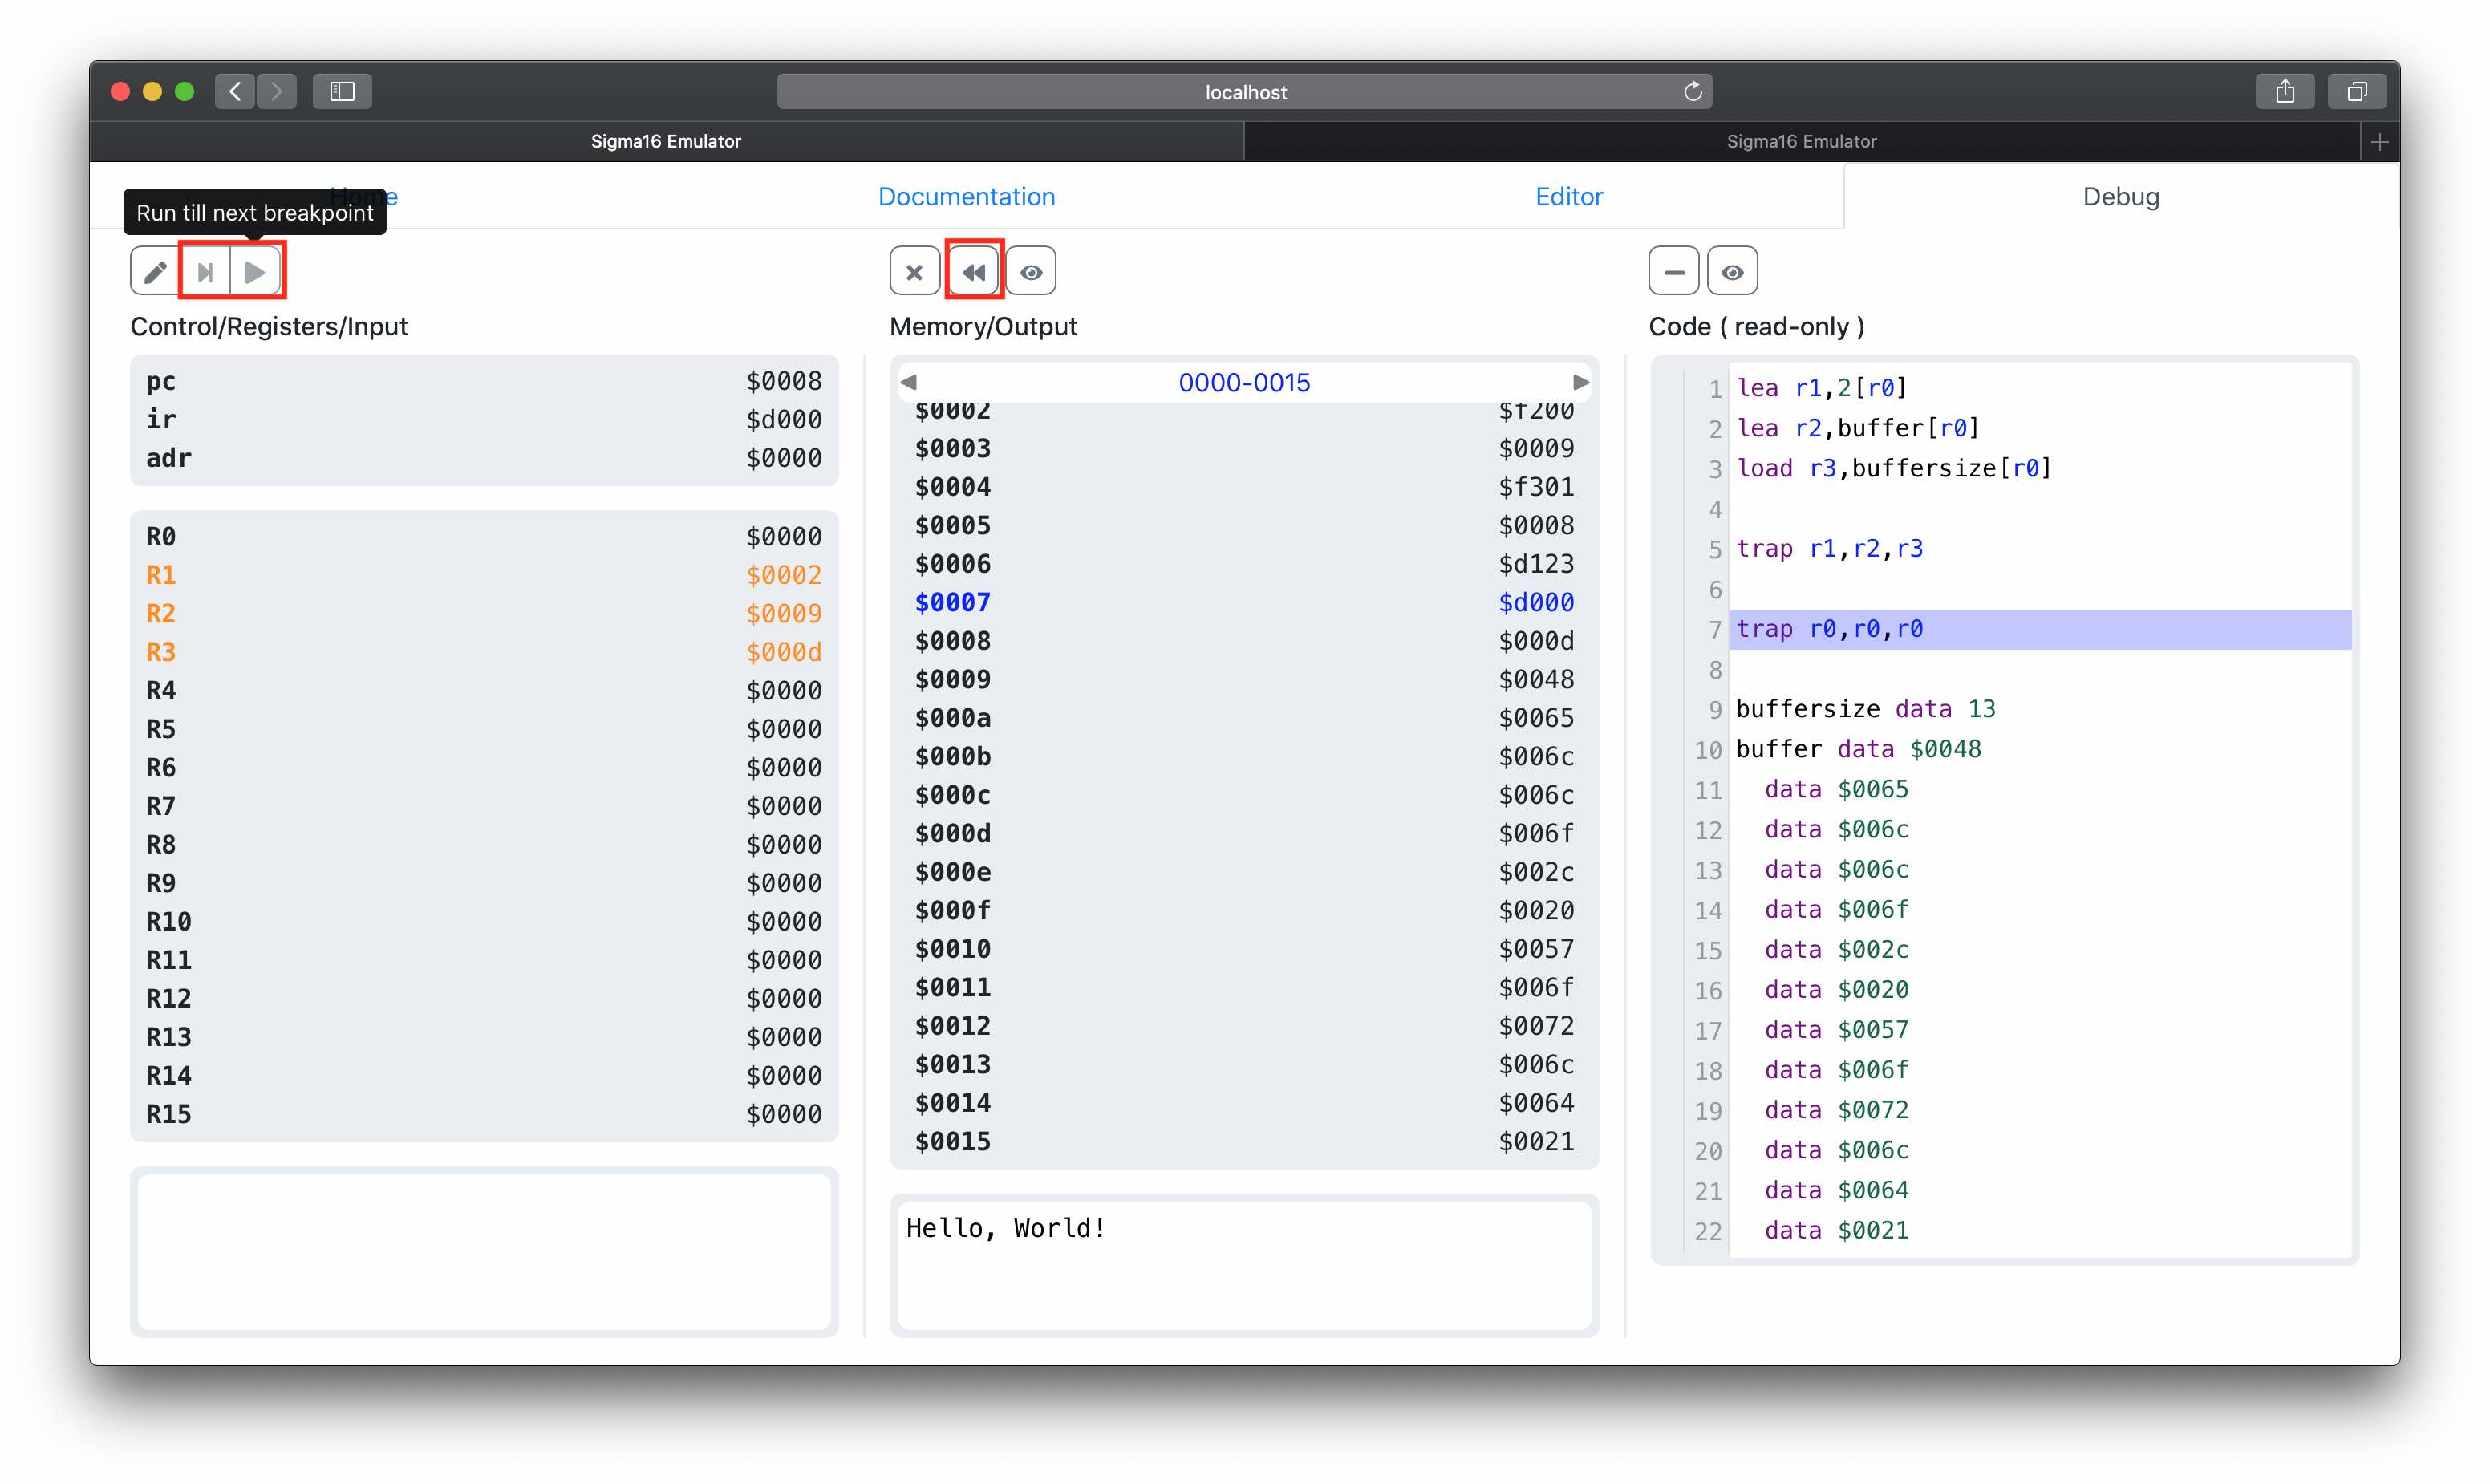 localhost
Sigma16 Emulator
Sigma16 Emulator
Home
Documentation
Editor
Debug
Run till next breakpoint
Control/Registers/Input
pc $0008
ir $d000
adr $0000
R0 $0000
R1 $0002
R2 $0009
R3 $000d
R4 $0000
R5 $0000
R6 $0000
R7 $0000
R8 $0000
R9 $0000
R10 $0000
R11 $0000
R12 $0000
R13 $0000
R14 $0000
R15 $0000
Memory/Output
0000-0015
$0002 $f200
$0003 $0009
$0004 $f301
$0005 $0008
$0006 $d123
$0007 $d000
$0008 $000d
$0009 $0048
$000a $0065
$000b $006c
$000c $006c
$000d $006f
$000e $002c
$000f $0020
$0010 $0057
$0011 $006f
$0012 $0072
$0013 $006c
$0014 $0064
$0015 $0021
Hello, World!
Code ( read-only )
1 lea r1,2[r0]
2 lea r2,buffer[r0]
3 load r3,buffersize[r0]
4
5 trap r1,r2,r3
6
7 trap r0,r0,r0
8
9 buffersize data 13
10 buffer data $0048
11 data $0065
12 data $006c
13 data $006c
14 data $006f
15 data $002c
16 data $0020
17 data $0057
18 data $006f
19 data $0072
20 data $006c
21 data $0064
22 data $0021